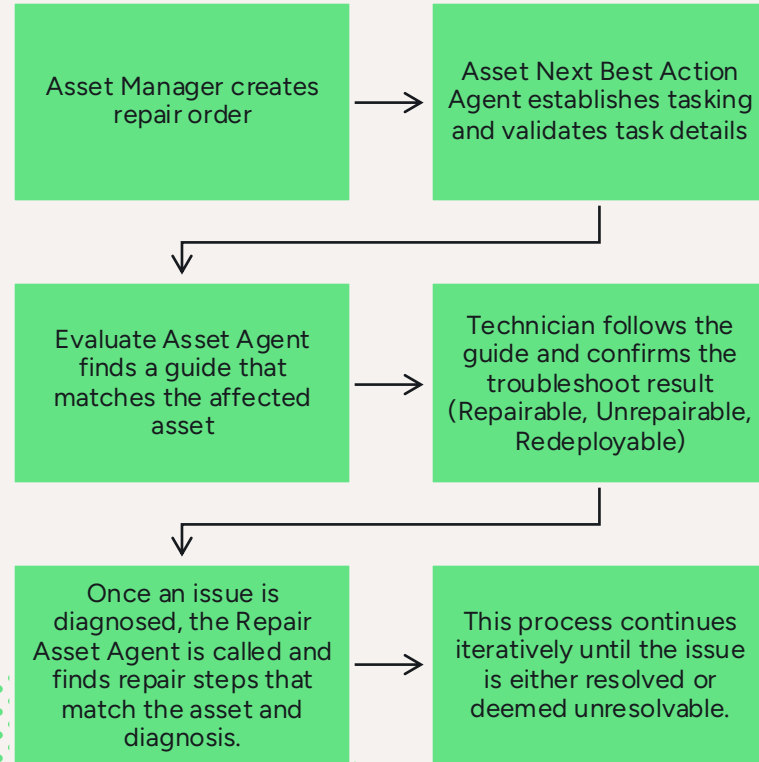 Asset Manager creates
repair order
Asset Next Best Action
Agent establishes tasking
and validates task details
Evaluate Asset Agent
finds a guide that
matches the affected
asset
Technician follows the
guide and confirms the
troubleshoot result
(Repairable, Unrepairable,
Redeployable)
Once an issue is
diagnosed, the Repair
Asset Agent is called and
finds repair steps that
match the asset and
diagnosis.
This process continues
iteratively until the issue
is either resolved or
deemed unresolvable.